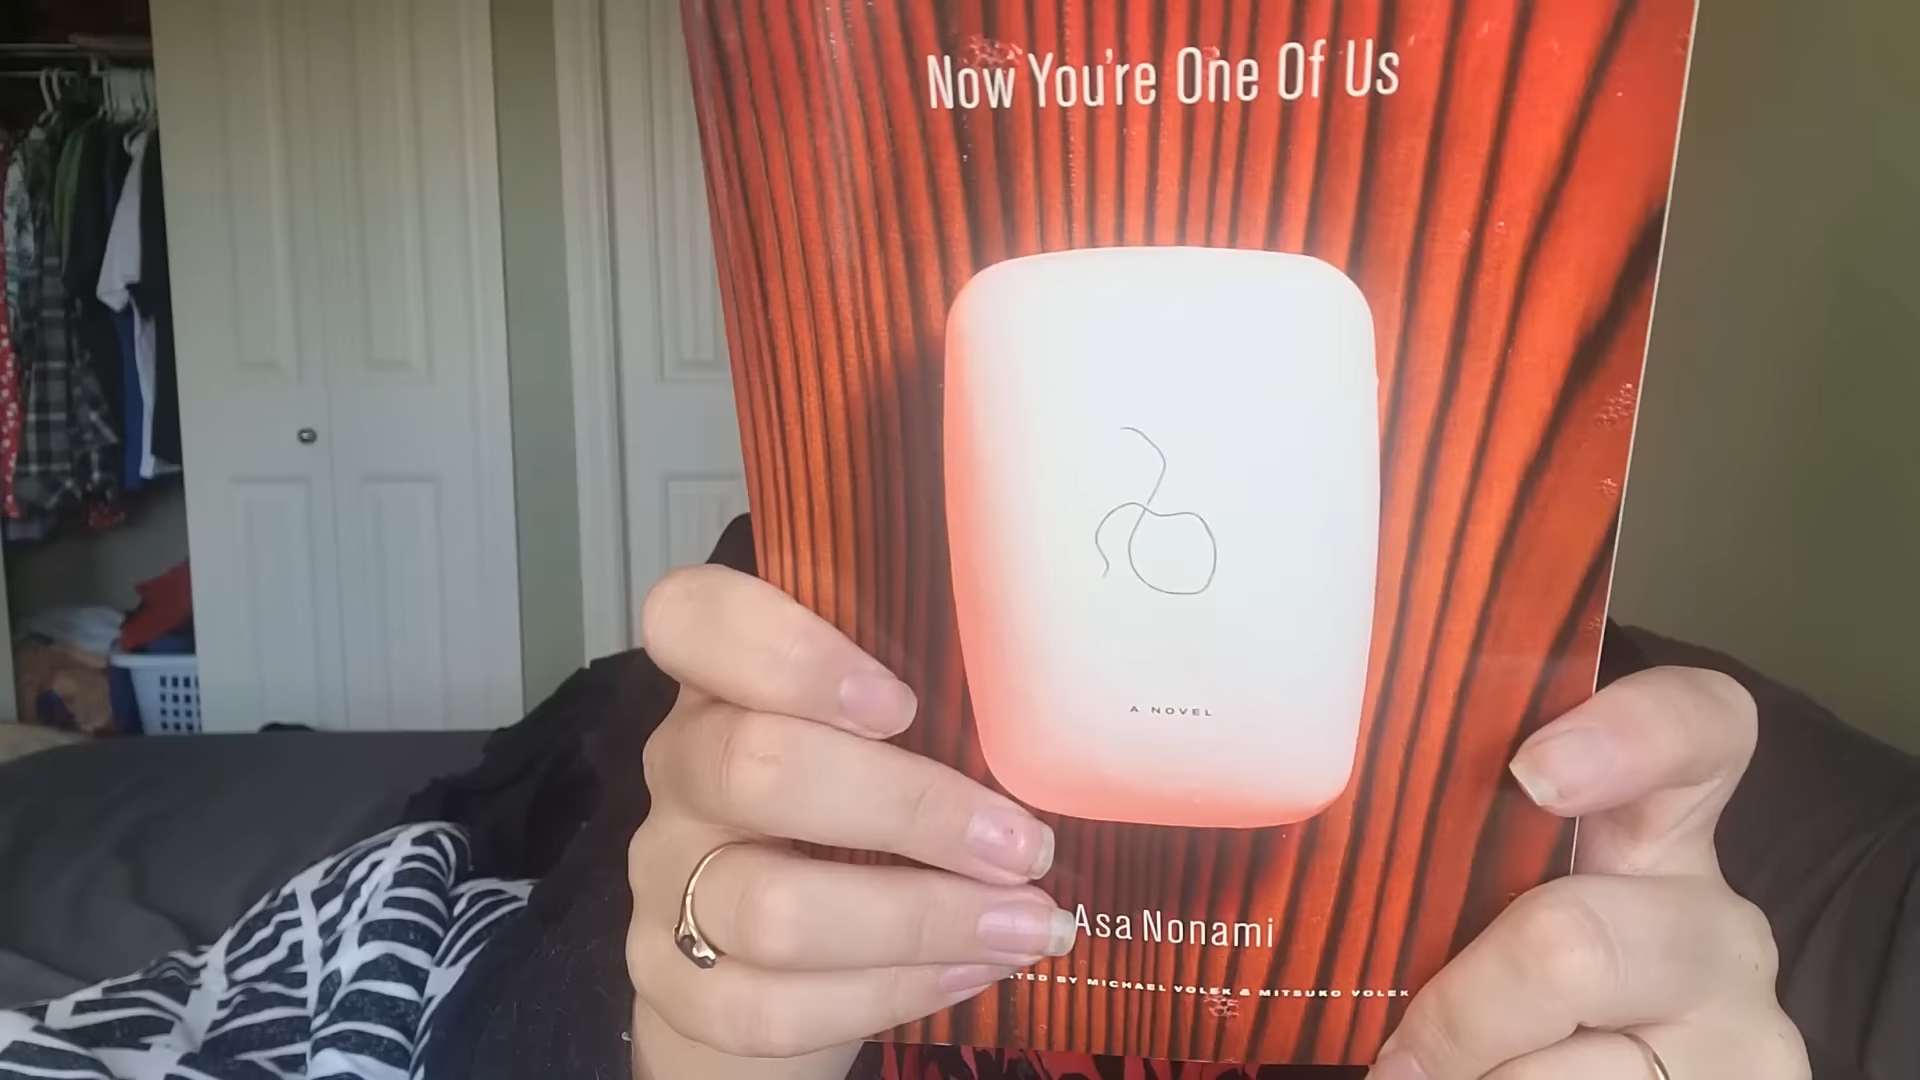 Now You're One Of Us
A NOVEL
Asa Nonami
BY MICHAEL VOLEK & MITSUKO VOLEK